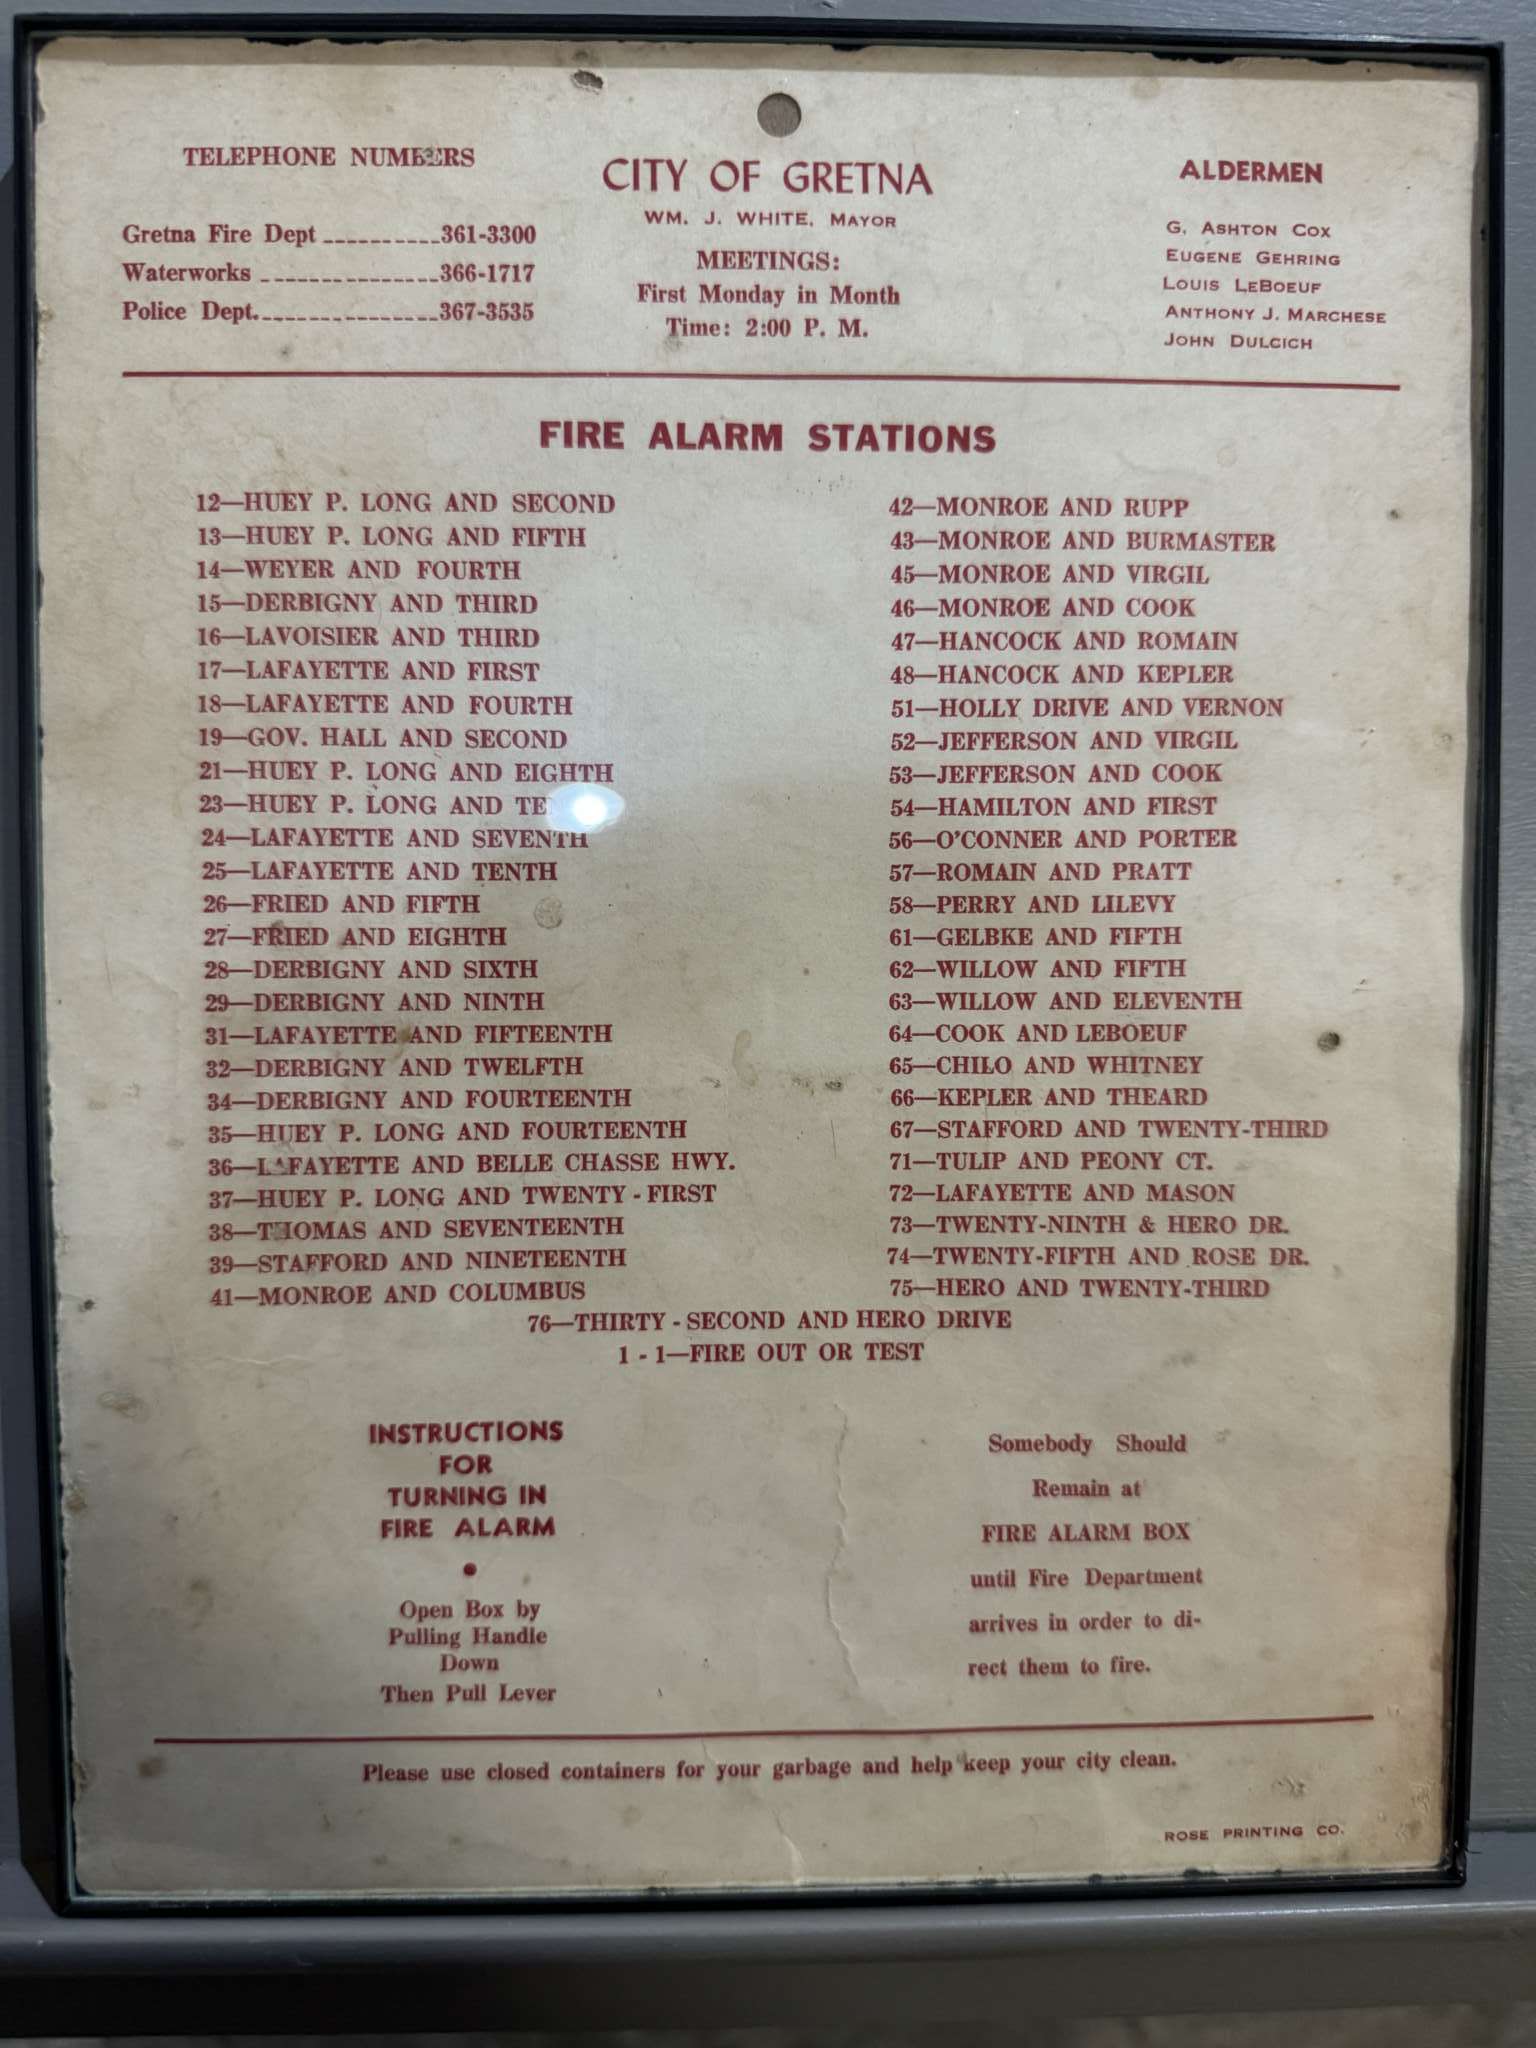 TELEPHONE NUMBERS
Gretna Fire Dept __________361-3300
Waterworks _______________366-1717
Police Dept._______________367-3535
CITY OF GRETNA
WM. J. WHITE, MAYOR
MEETINGS:
First Monday in Month
Time: 2:00 P. M.
ALDERMEN
G. ASHTON COX
EUGENE GEHRING
LOUIS LEBOEUF
ANTHONY J. MARCHESE
JOHN DULCICH
FIRE ALARM STATIONS
12—HUEY P. LONG AND SECOND
13—HUEY P. LONG AND FIFTH
14—WEYER AND FOURTH
15—DERBIGNY AND THIRD
16—LAVOISIER AND THIRD
17—LAFAYETTE AND FIRST
18—LAFAYETTE AND FOURTH
19—GOV. HALL AND SECOND
21—HUEY P. LONG AND EIGHTH
23—HUEY P. LONG AND
24—LAFAYETTE AND SEVENTH
25—LAFAYETTE AND TENTH
26—FRIED AND FIFTH
27—FRIED AND EIGHTH
28—DERBIGNY AND SIXTH
29—DERBIGNY AND NINTH
31—LAFAYETTE AND FIFTEENTH
32—DERBIGNY AND TWELFTH
34—DERBIGNY AND FOURTEENTH
35—HUEY P. LONG AND FOURTEENTH
36—LAFAYETTE AND BELLE CHASSE HWY.
37—HUEY P. LONG AND TWENTY - FIRST
38—THOMAS AND SEVENTEENTH
39—STAFFORD AND NINETEENTH
41—MONROE AND COLUMBUS
42—MONROE AND RUPP
43—MONROE AND BURMASTER
45—MONROE AND VIRGIL
46—MONROE AND COOK
47—HANCOCK AND ROMAIN
48—HANCOCK AND KEPLER
51—HOLLY DRIVE AND VERNON
52—JEFFERSON AND VIRGIL
53—JEFFERSON AND COOK
54—HAMILTON AND FIRST
56—O'CONNER AND PORTER
57—ROMAIN AND PRATT
58—PERRY AND LILEVY
61—GELBKE AND FIFTH
62—WILLOW AND FIFTH
63—WILLOW AND ELEVENTH
64—COOK AND LEBOEUF
65—CHILO AND WHITNEY
66—KEPLER AND THEARD
67—STAFFORD AND TWENTY-THIRD
71—TULIP AND PEONY CT.
72—LAFAYETTE AND MASON
73—TWENTY-NINTH & HERO DR.
74—TWENTY-FIFTH AND ROSE DR.
75—HERO AND TWENTY-THIRD
76—THIRTY - SECOND AND HERO DRIVE
1 - 1—FIRE OUT OR TEST
INSTRUCTIONS
FOR
TURNING IN
FIRE ALARM
•
Open Box by
Pulling Handle
Down
Then Pull Lever
Somebody Should
Remain at
FIRE ALARM BOX
until Fire Department
arrives in order to di-
rect them to fire.
Please use closed containers for your garbage and help keep your city clean.
ROSE PRINTING CO.